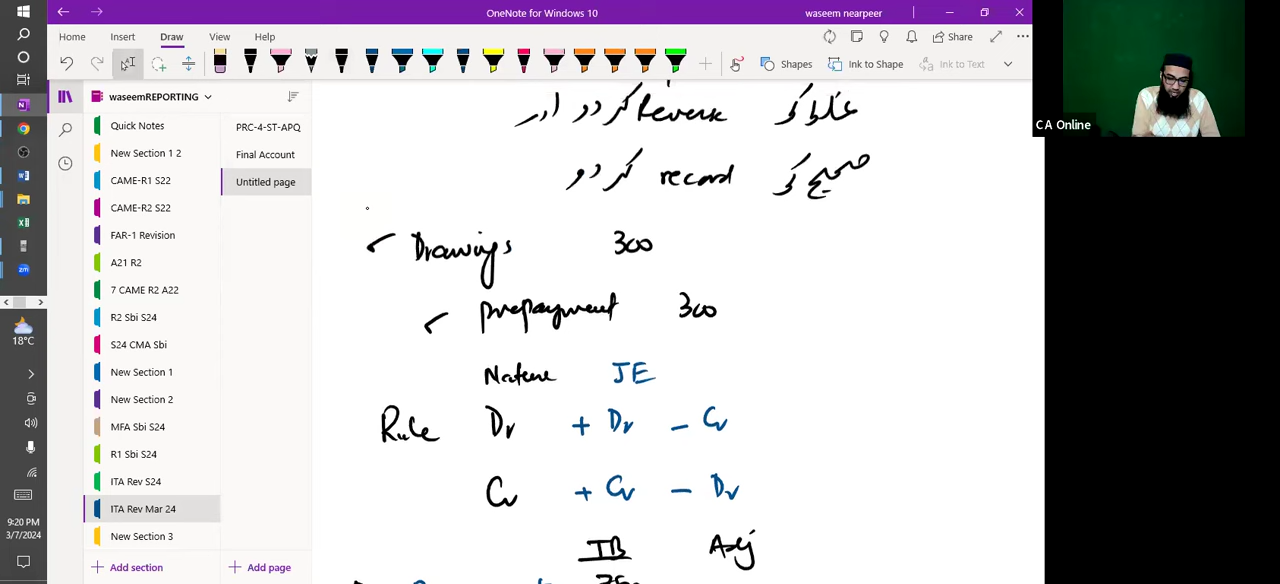 OneNote for Windows 10
waseem nearpeer
Home Insert Draw View Help
Share
Shapes
Ink to Shape
Ink to Text
waseemREPORTING
Quick Notes
New Section 1 2
CAME-R1 S22
CAME-R2 S22
FAR-1 Revision
A21 R2
7 CAME R2 A22
R2 Sbi S24
S24 CMA Sbi
New Section 1
New Section 2
MFA Sbi S24
R1 Sbi S24
ITA Rev S24
ITA Rev Mar 24
New Section 3
Add section
PRC-4-ST-APQ
Final Account
Untitled page
Add page
غلط کو Reverse کر دو اور
صحیح کو record کر دو
Drawings 300
prepayment 300
Nature JE
Rule Dr + Dr - Cr
Cr + Cr - Dr
TB Adj
CA Online
18°C
9:20 PM
3/7/2024